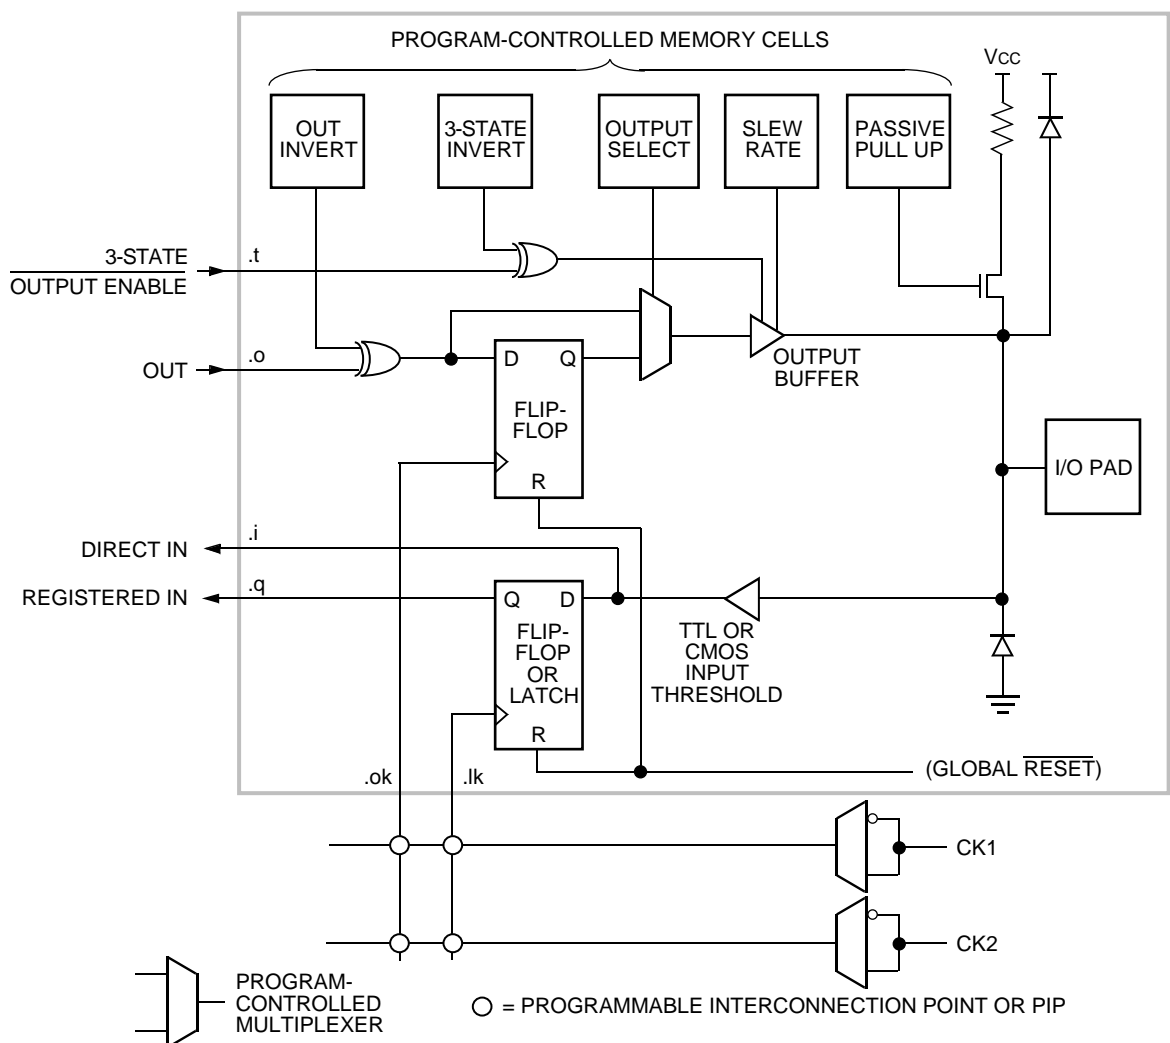 PROGRAM-CONTROLLED MEMORY CELLS
VCC
OUT
INVERT
3-STATE
INVERT
OUTPUT
SELECT
SLEW
RATE
PASSIVE
PULL UP
3-STATE
OUTPUT ENABLE
.t
OUT
.o
D Q
FLIP-
FLOP
R
OUTPUT
BUFFER
I/O PAD
DIRECT IN
.i
REGISTERED IN
.q
Q D
FLIP-
FLOP
OR
LATCH
R
TTL OR
CMOS
INPUT
THRESHOLD
.ok
.lk
(GLOBAL RESET)
CK1
CK2
PROGRAM-
CONTROLLED
MULTIPLEXER
= PROGRAMMABLE INTERCONNECTION POINT OR PIP